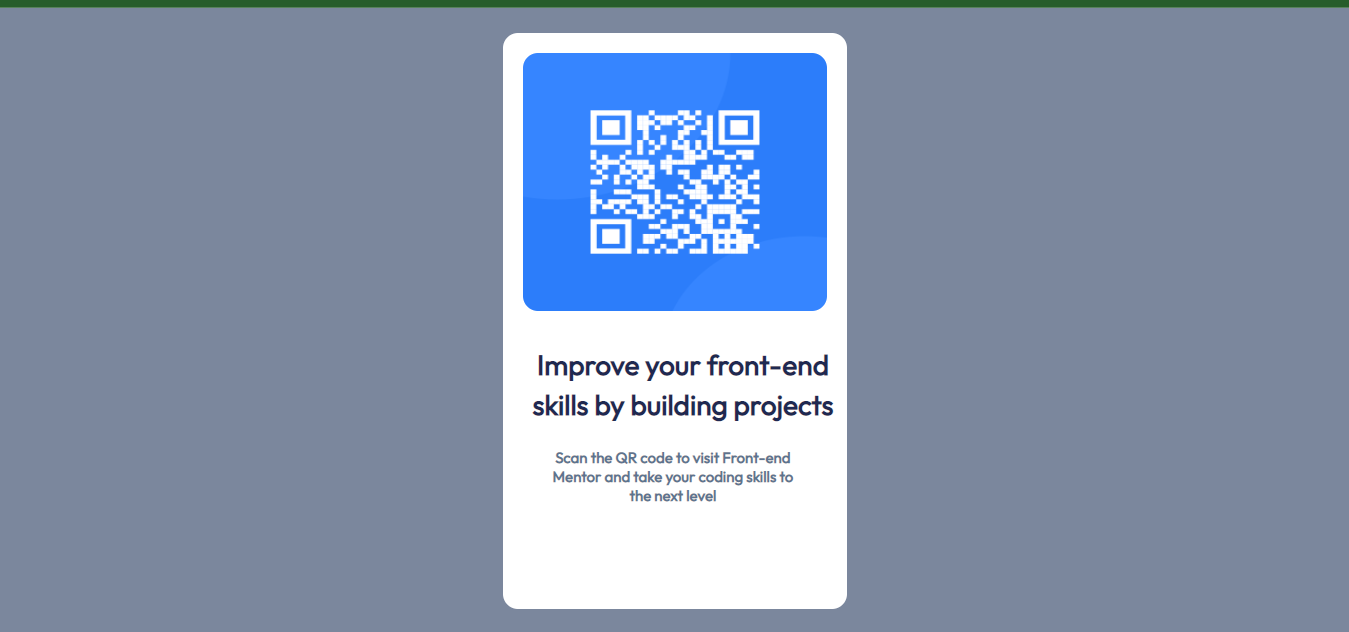 Improve your front-end
skills by building projects
Scan the QR code to visit Front-end
Mentor and take your coding skills to
the next level